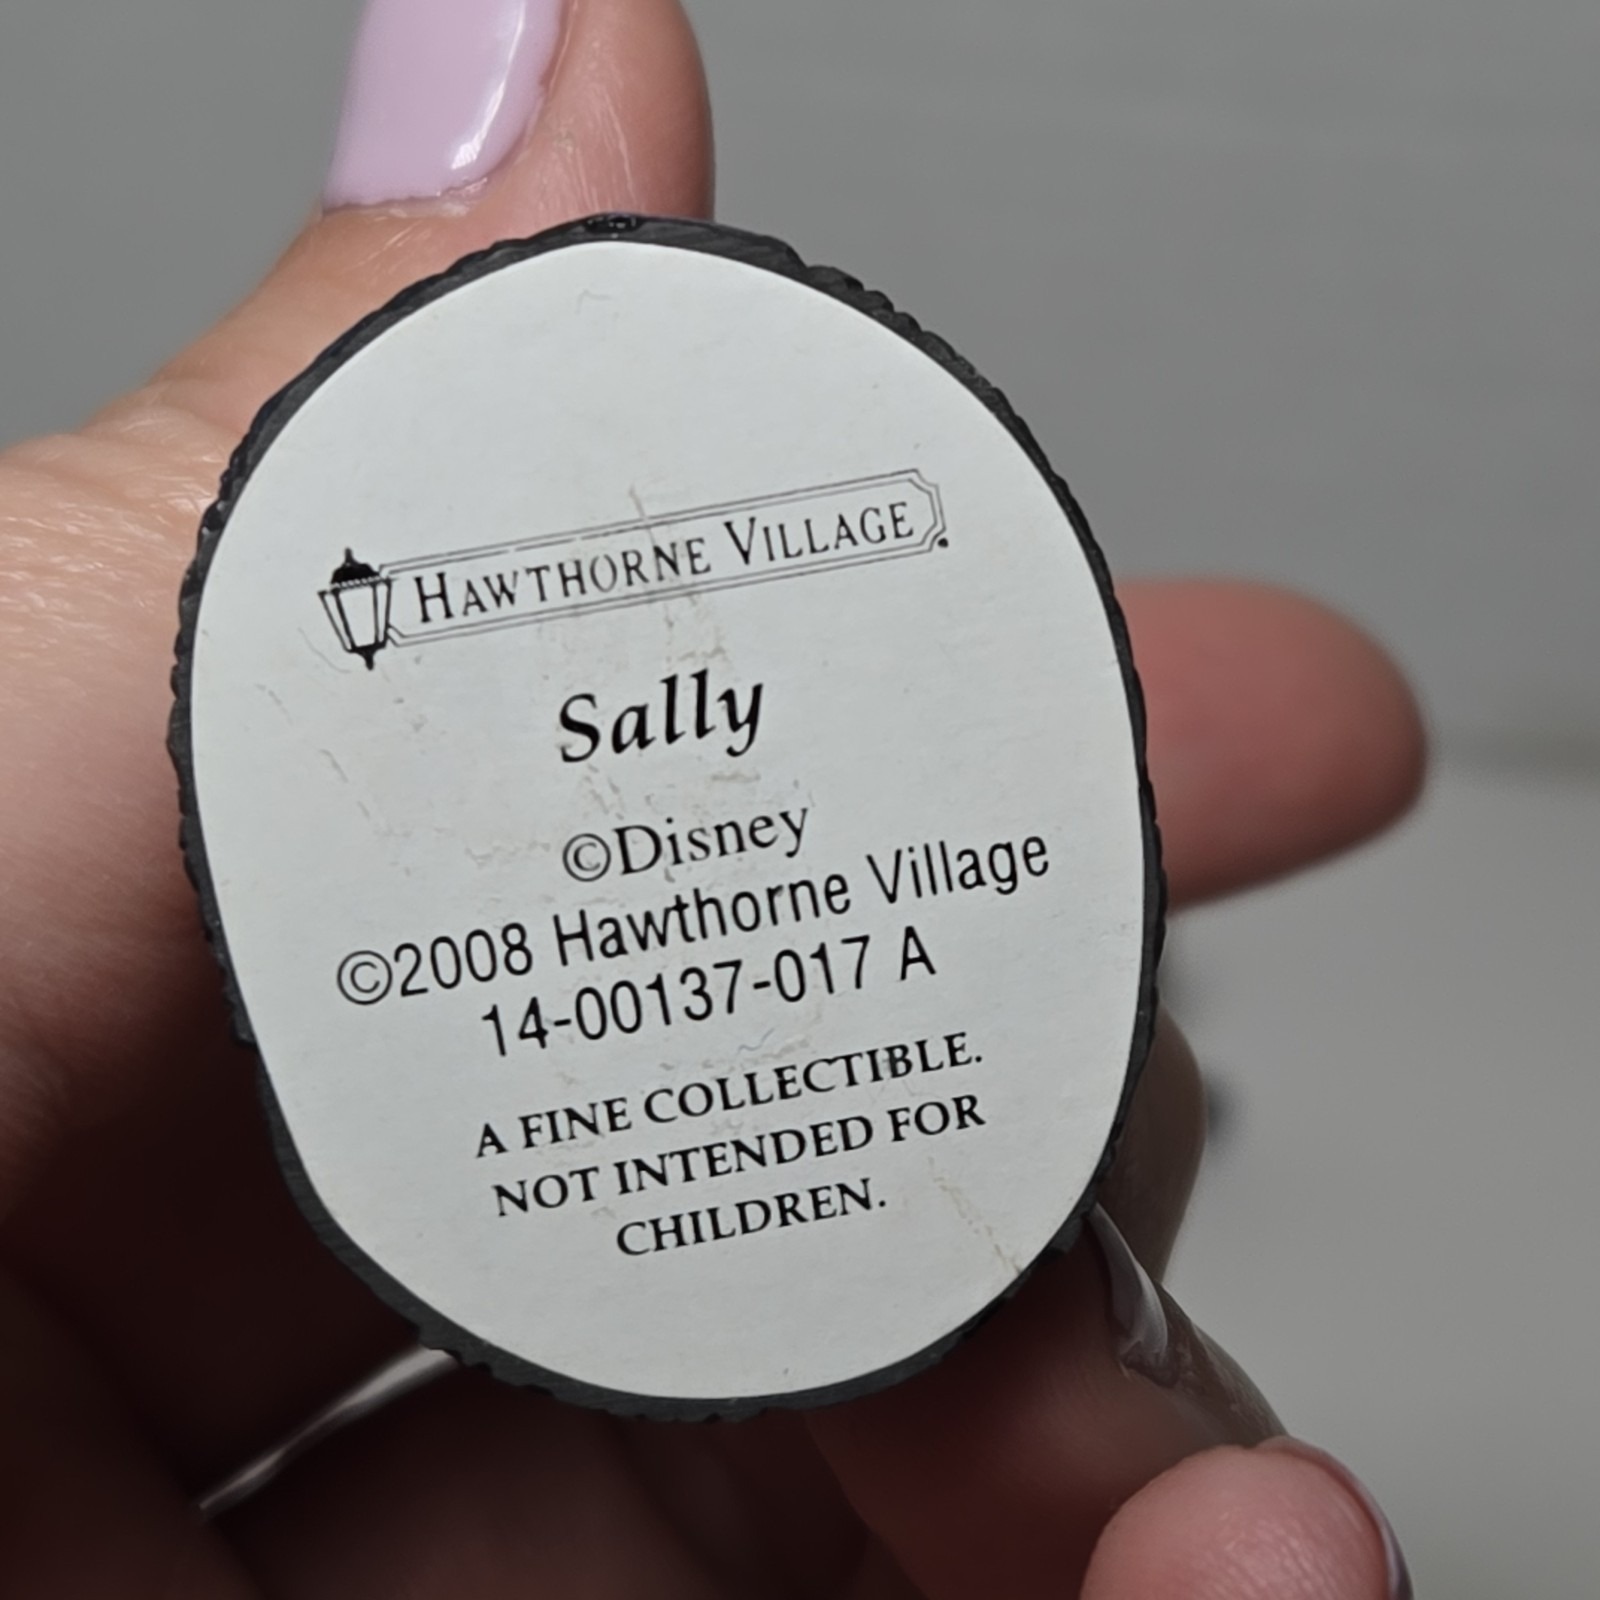 HAWTHORNE VILLAGE
Sally
©Disney
©2008 Hawthorne Village
14-00137-017 A
A FINE COLLECTIBLE.
NOT INTENDED FOR
CHILDREN.